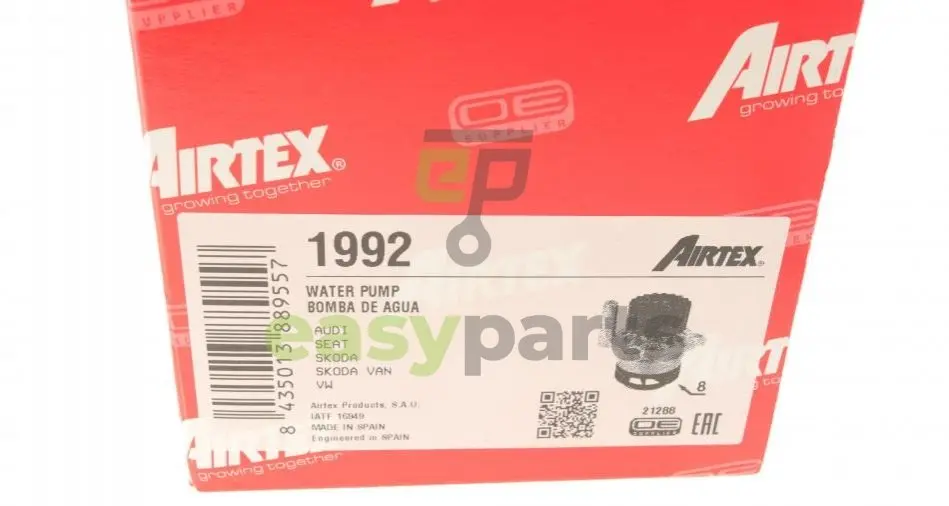 SUPPLIER
AIRTEX
growing to
OE
SUPPLIER
AIRTEX®
growing together
ep
1992
AIRTEX®
WATER PUMP
BOMBA DE AGUA
easyparts
AUDI
SEAT
SKODA
SKODA VAN
VW
8
8 435013 889557
Airtex Products, S.A.U.
IATF 16949
MADE IN SPAIN
Engineered in SPAIN
21288
OE
SUPPLIER
EAC
AIRTEX
growing together